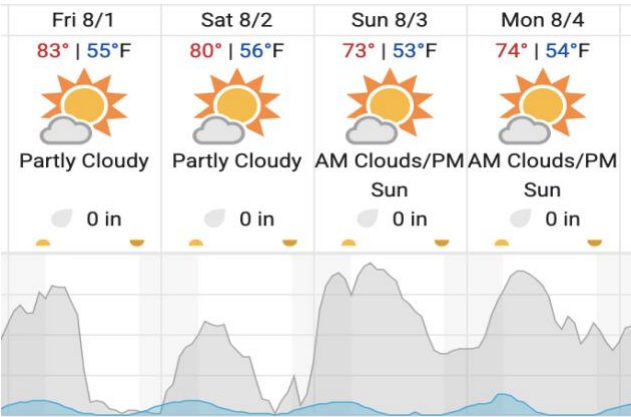 Fri 8/1
Sat 8/2
Sun 8/3
Mon 8/4
83° | 55°F
80° | 56°F
73° | 53°F
74° | 54°F
Partly Cloudy
Partly Cloudy
AM Clouds/PM
Sun
AM Clouds/PM
Sun
0 in
0 in
0 in
0 in